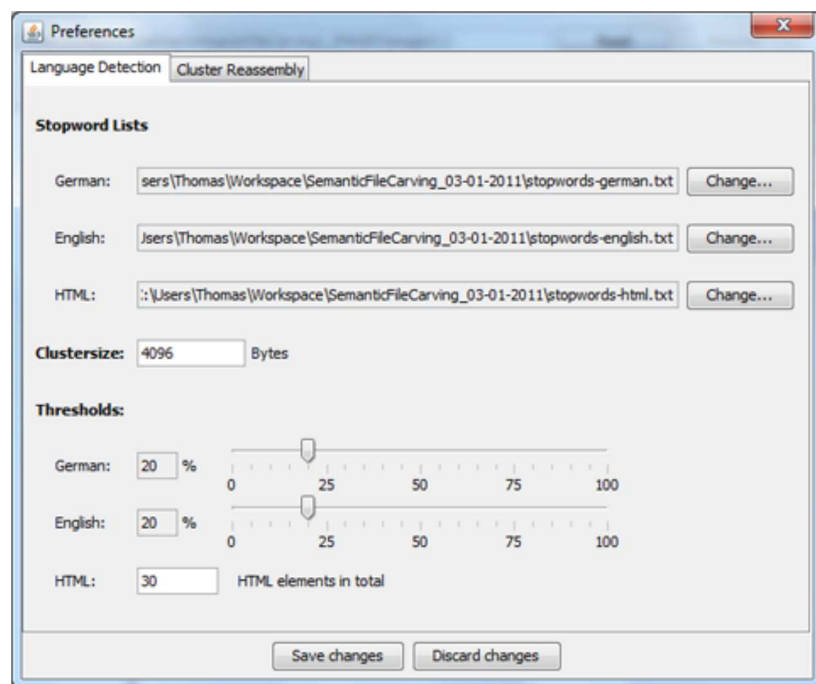 Preferences
Language Detection Cluster Reassembly
Stopword Lists
German: sers\Thomas\Workspace\SemanticFileCarving_03-01-2011\stopwords-german.txt Change...
English: Jsers\Thomas\Workspace\SemanticFileCarving_03-01-2011\stopwords-english.txt Change...
HTML: :\Users\Thomas\Workspace\SemanticFileCarving_03-01-2011\stopwords-html.txt Change...
Clustersize: 4096 Bytes
Thresholds:
German: 20 %
0 25 50 75 100
English: 20 %
0 25 50 75 100
HTML: 30 HTML elements in total
Save changes Discard changes